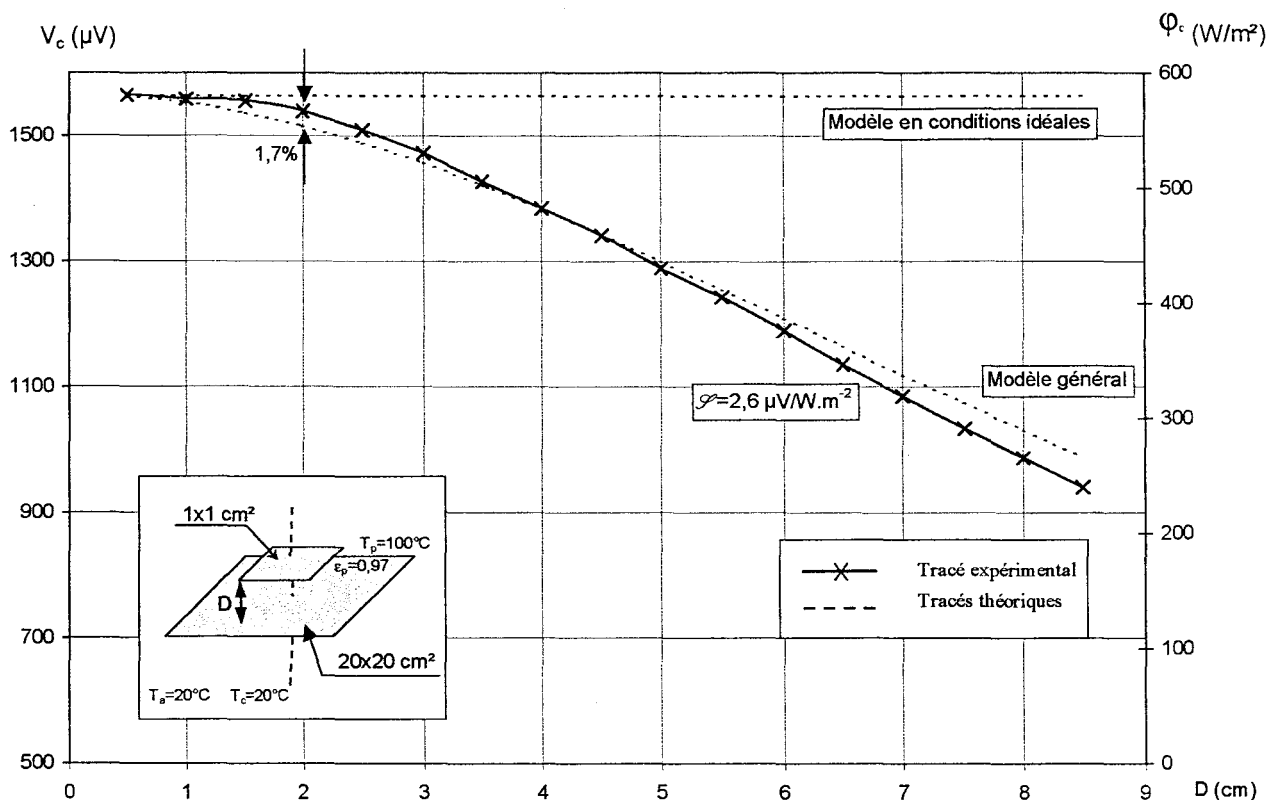 V_c (µV)
φ_c (W/m²)
600
1500
Modèle en conditions idéales
1,7%
500
1300
400
1100
Modèle général
𝒮=2,6 µV/W.m⁻²
300
900
1x1 cm²
T_p=100°C
ε_p=0,97
D
20x20 cm²
T_a=20°C T_c=20°C
Tracé expérimental
Tracés théoriques
200
700
100
500
0
0 1 2 3 4 5 6 7 8 9
D (cm)